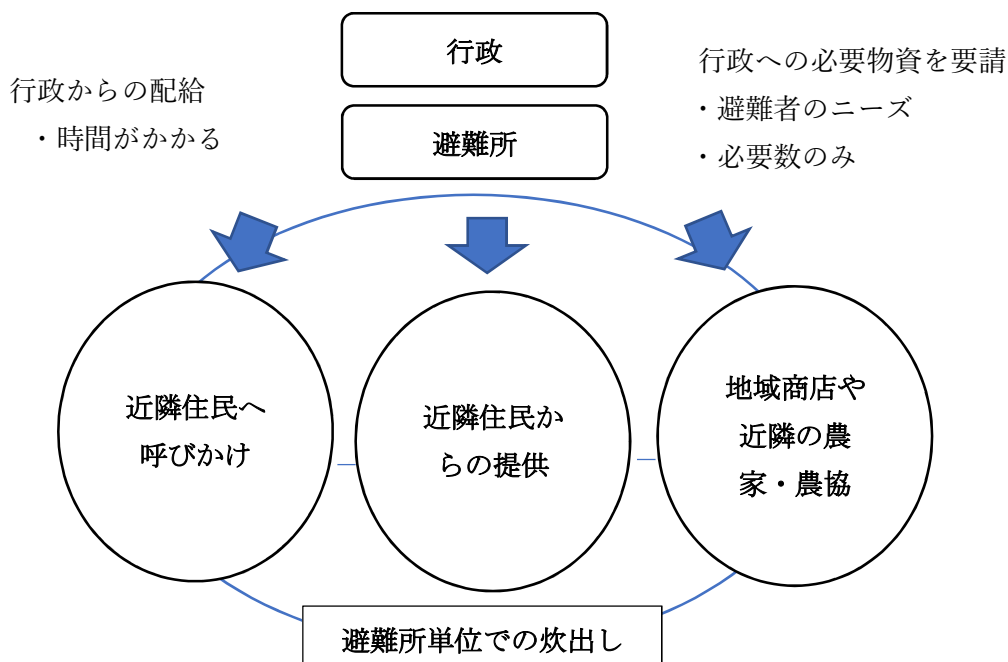 行政
行政への必要物資を要請
行政からの配給
・避難者のニーズ
・時間がかかる
避難所
・必要数のみ
近隣住民へ
呼びかけ
近隣住民か
らの提供
地域商店や
近隣の農
家・農協
避難所単位での炊出し